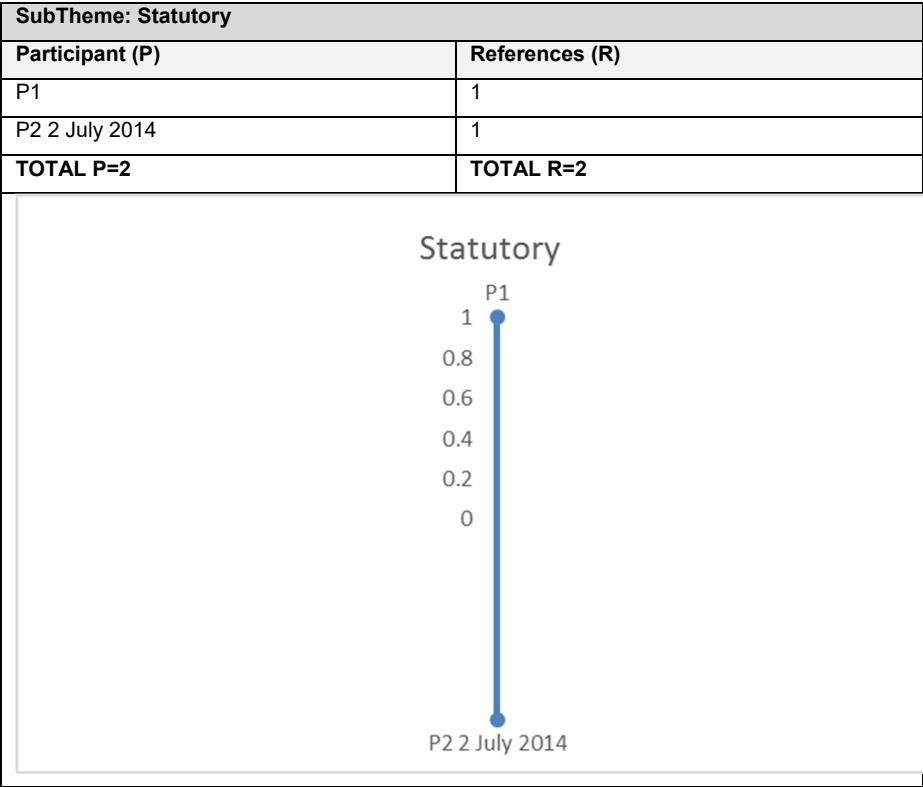 SubTheme: Statutory
Participant (P) References (R)
P1 1
P2 2 July 2014 1
TOTAL P=2 TOTAL R=2
Statutory
P1
1
0.8
0.6
0.4
0.2
0
P2 2 July 2014